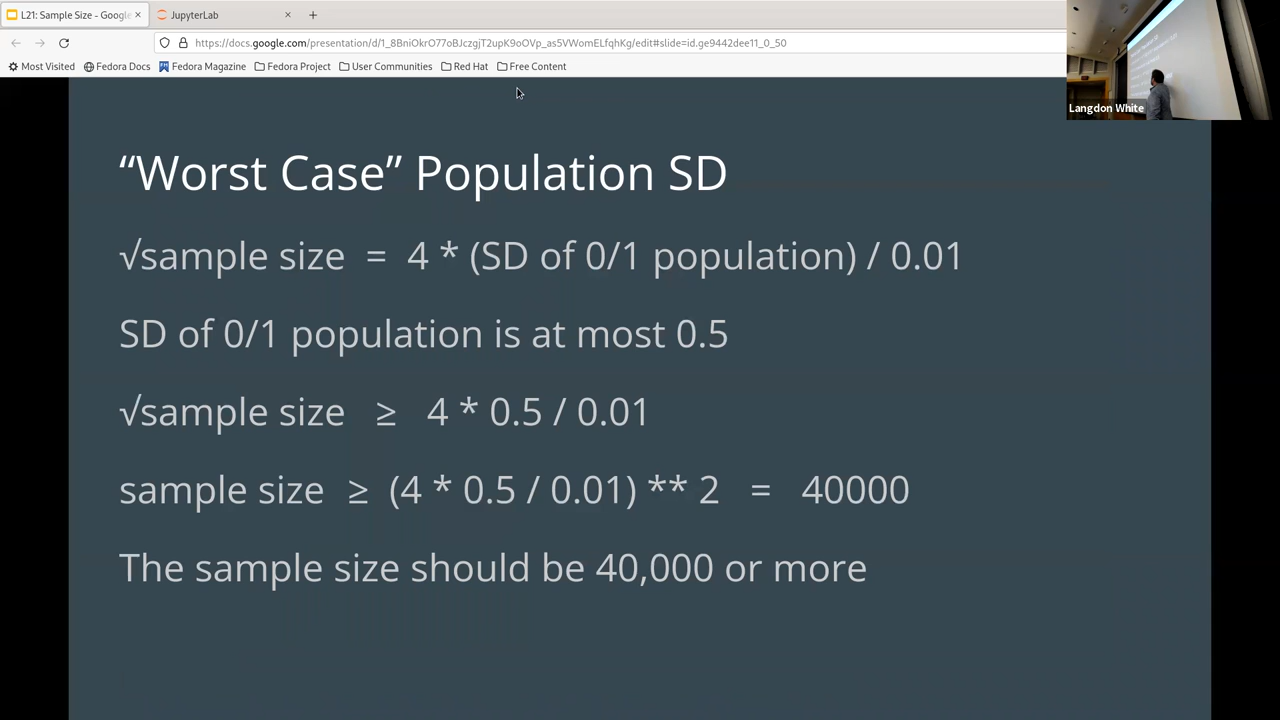 L21: Sample Size - Google
JupyterLab
https://docs.google.com/presentation/d/1_8BniOkrO77oBJczgjT2upK9oOVp_as5VWomELfqhKg/edit#slide=id.ge9442dee11_0_50
Most Visited Fedora Docs Fedora Magazine Fedora Project User Communities Red Hat Free Content
Langdon White
“Worst Case” Population SD
√sample size = 4 * (SD of 0/1 population) / 0.01
SD of 0/1 population is at most 0.5
√sample size ≥ 4 * 0.5 / 0.01
sample size ≥ (4 * 0.5 / 0.01) ** 2 = 40000
The sample size should be 40,000 or more